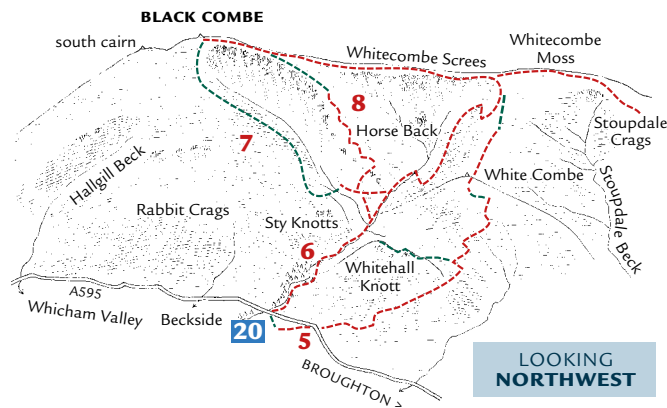 BLACK COMBE
south cairn
Whitecombe Screes
Whitecombe
Moss
8
Horse Back
Stoupdale
Crags
7
Hallgill Beck
White Combe
Stoupdale Beck
Rabbit Crags
Sty Knotts
6
Whitehall
Knott
A595
Whicham Valley
Beckside
20
5
BROUGHTON >
LOOKING
NORTHWEST